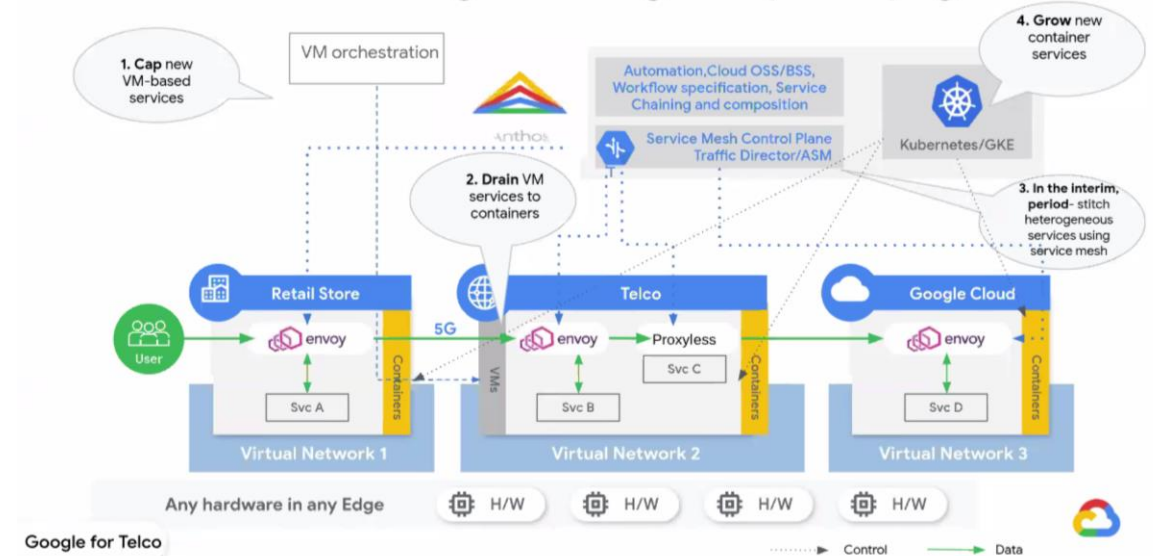 1. Cap new
VM-based
services
VM orchestration
Anthos
Automation,Cloud OSS/BSS,
Workflow specification, Service
Chaining and composition
Service Mesh Control Plane
Traffic Director/ASM
4. Grow new
container
services
Kubernetes/GKE
2. Drain VM
services to
containers
3. In the interim,
period- stitch
heterogeneous
services using
service mesh
Retail Store
Telco
Google Cloud
User
envoy
5G
envoy
Proxyless
envoy
Svc A
Containers
VMs
Svc B
Svc C
Containers
Svc D
Containers
Virtual Network 1
Virtual Network 2
Virtual Network 3
Any hardware in any Edge
H/W
H/W
H/W
H/W
Google for Telco
Control
Data